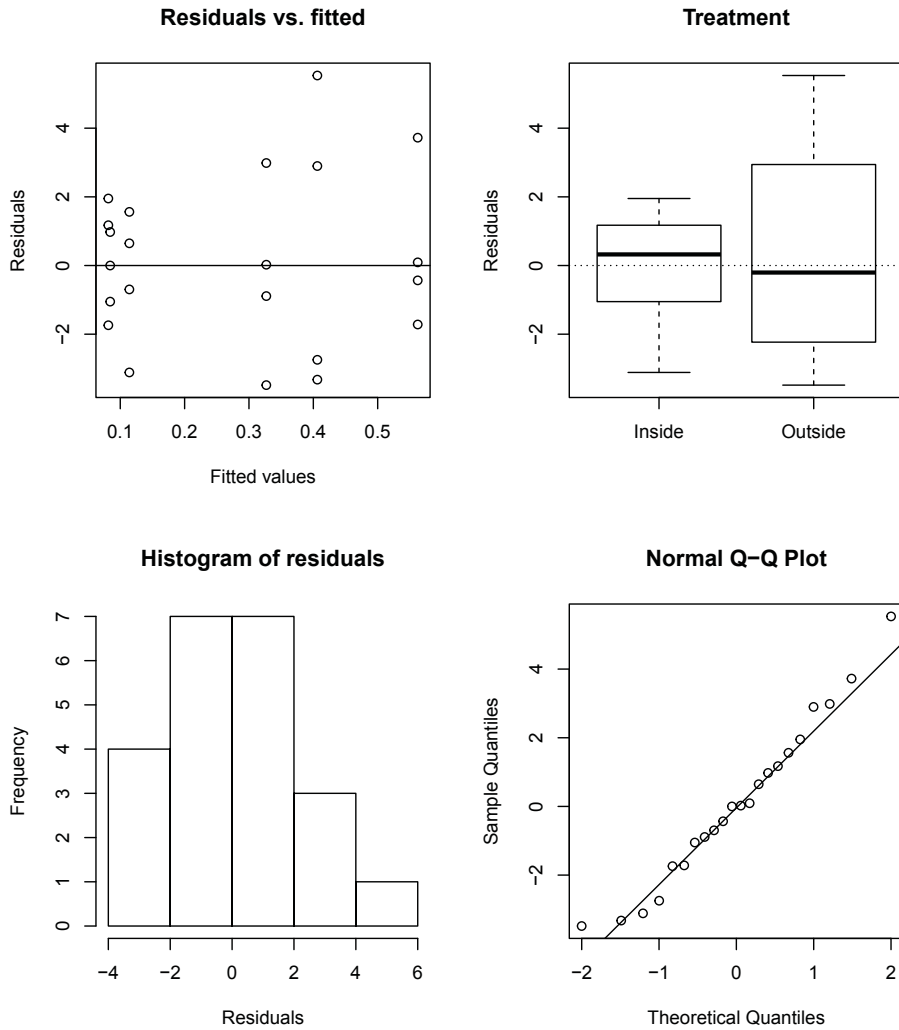 Residuals vs. fitted
Residuals
4
2
0
−2
0.1 0.2 0.3 0.4 0.5
Fitted values
Treatment
Residuals
4
2
0
−2
Inside Outside
Histogram of residuals
Frequency
7
6
5
4
3
2
1
0
−4 −2 0 2 4 6
Residuals
Normal Q−Q Plot
Sample Quantiles
4
2
0
−2
−2 −1 0 1 2
Theoretical Quantiles